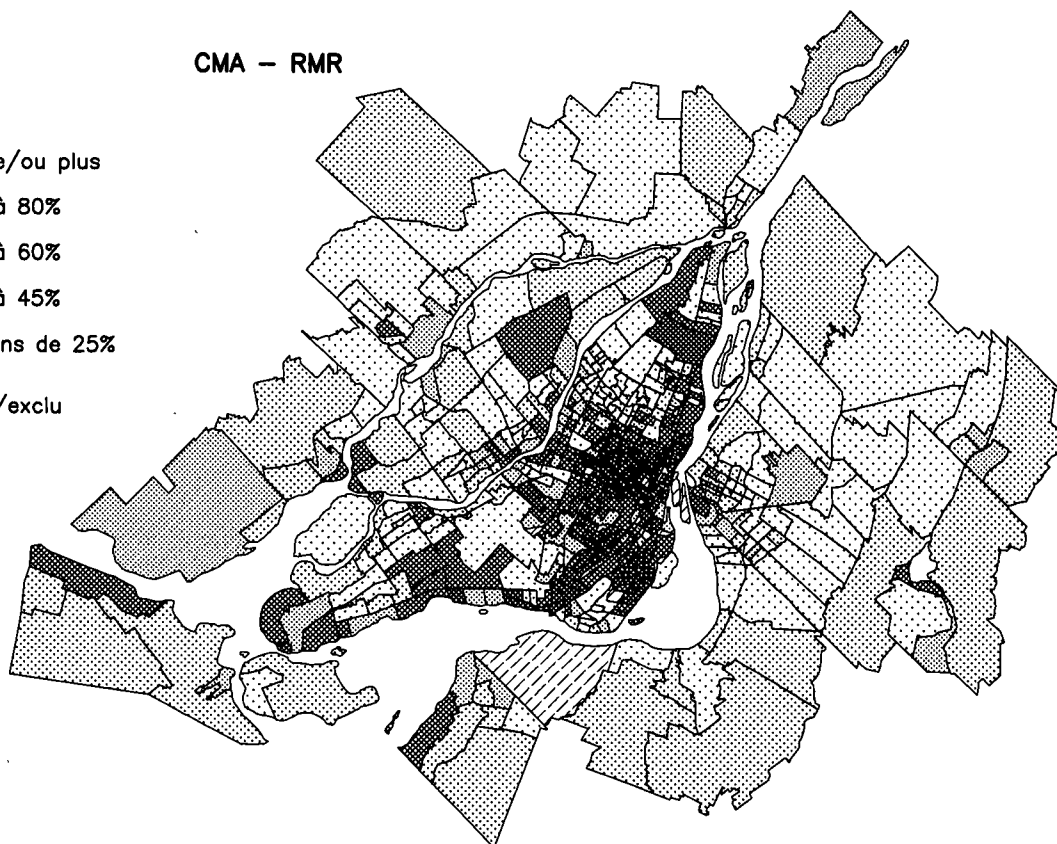 CMA – RMR
e/ou plus
à 80%
à 60%
à 45%
ns de 25%
/exclu